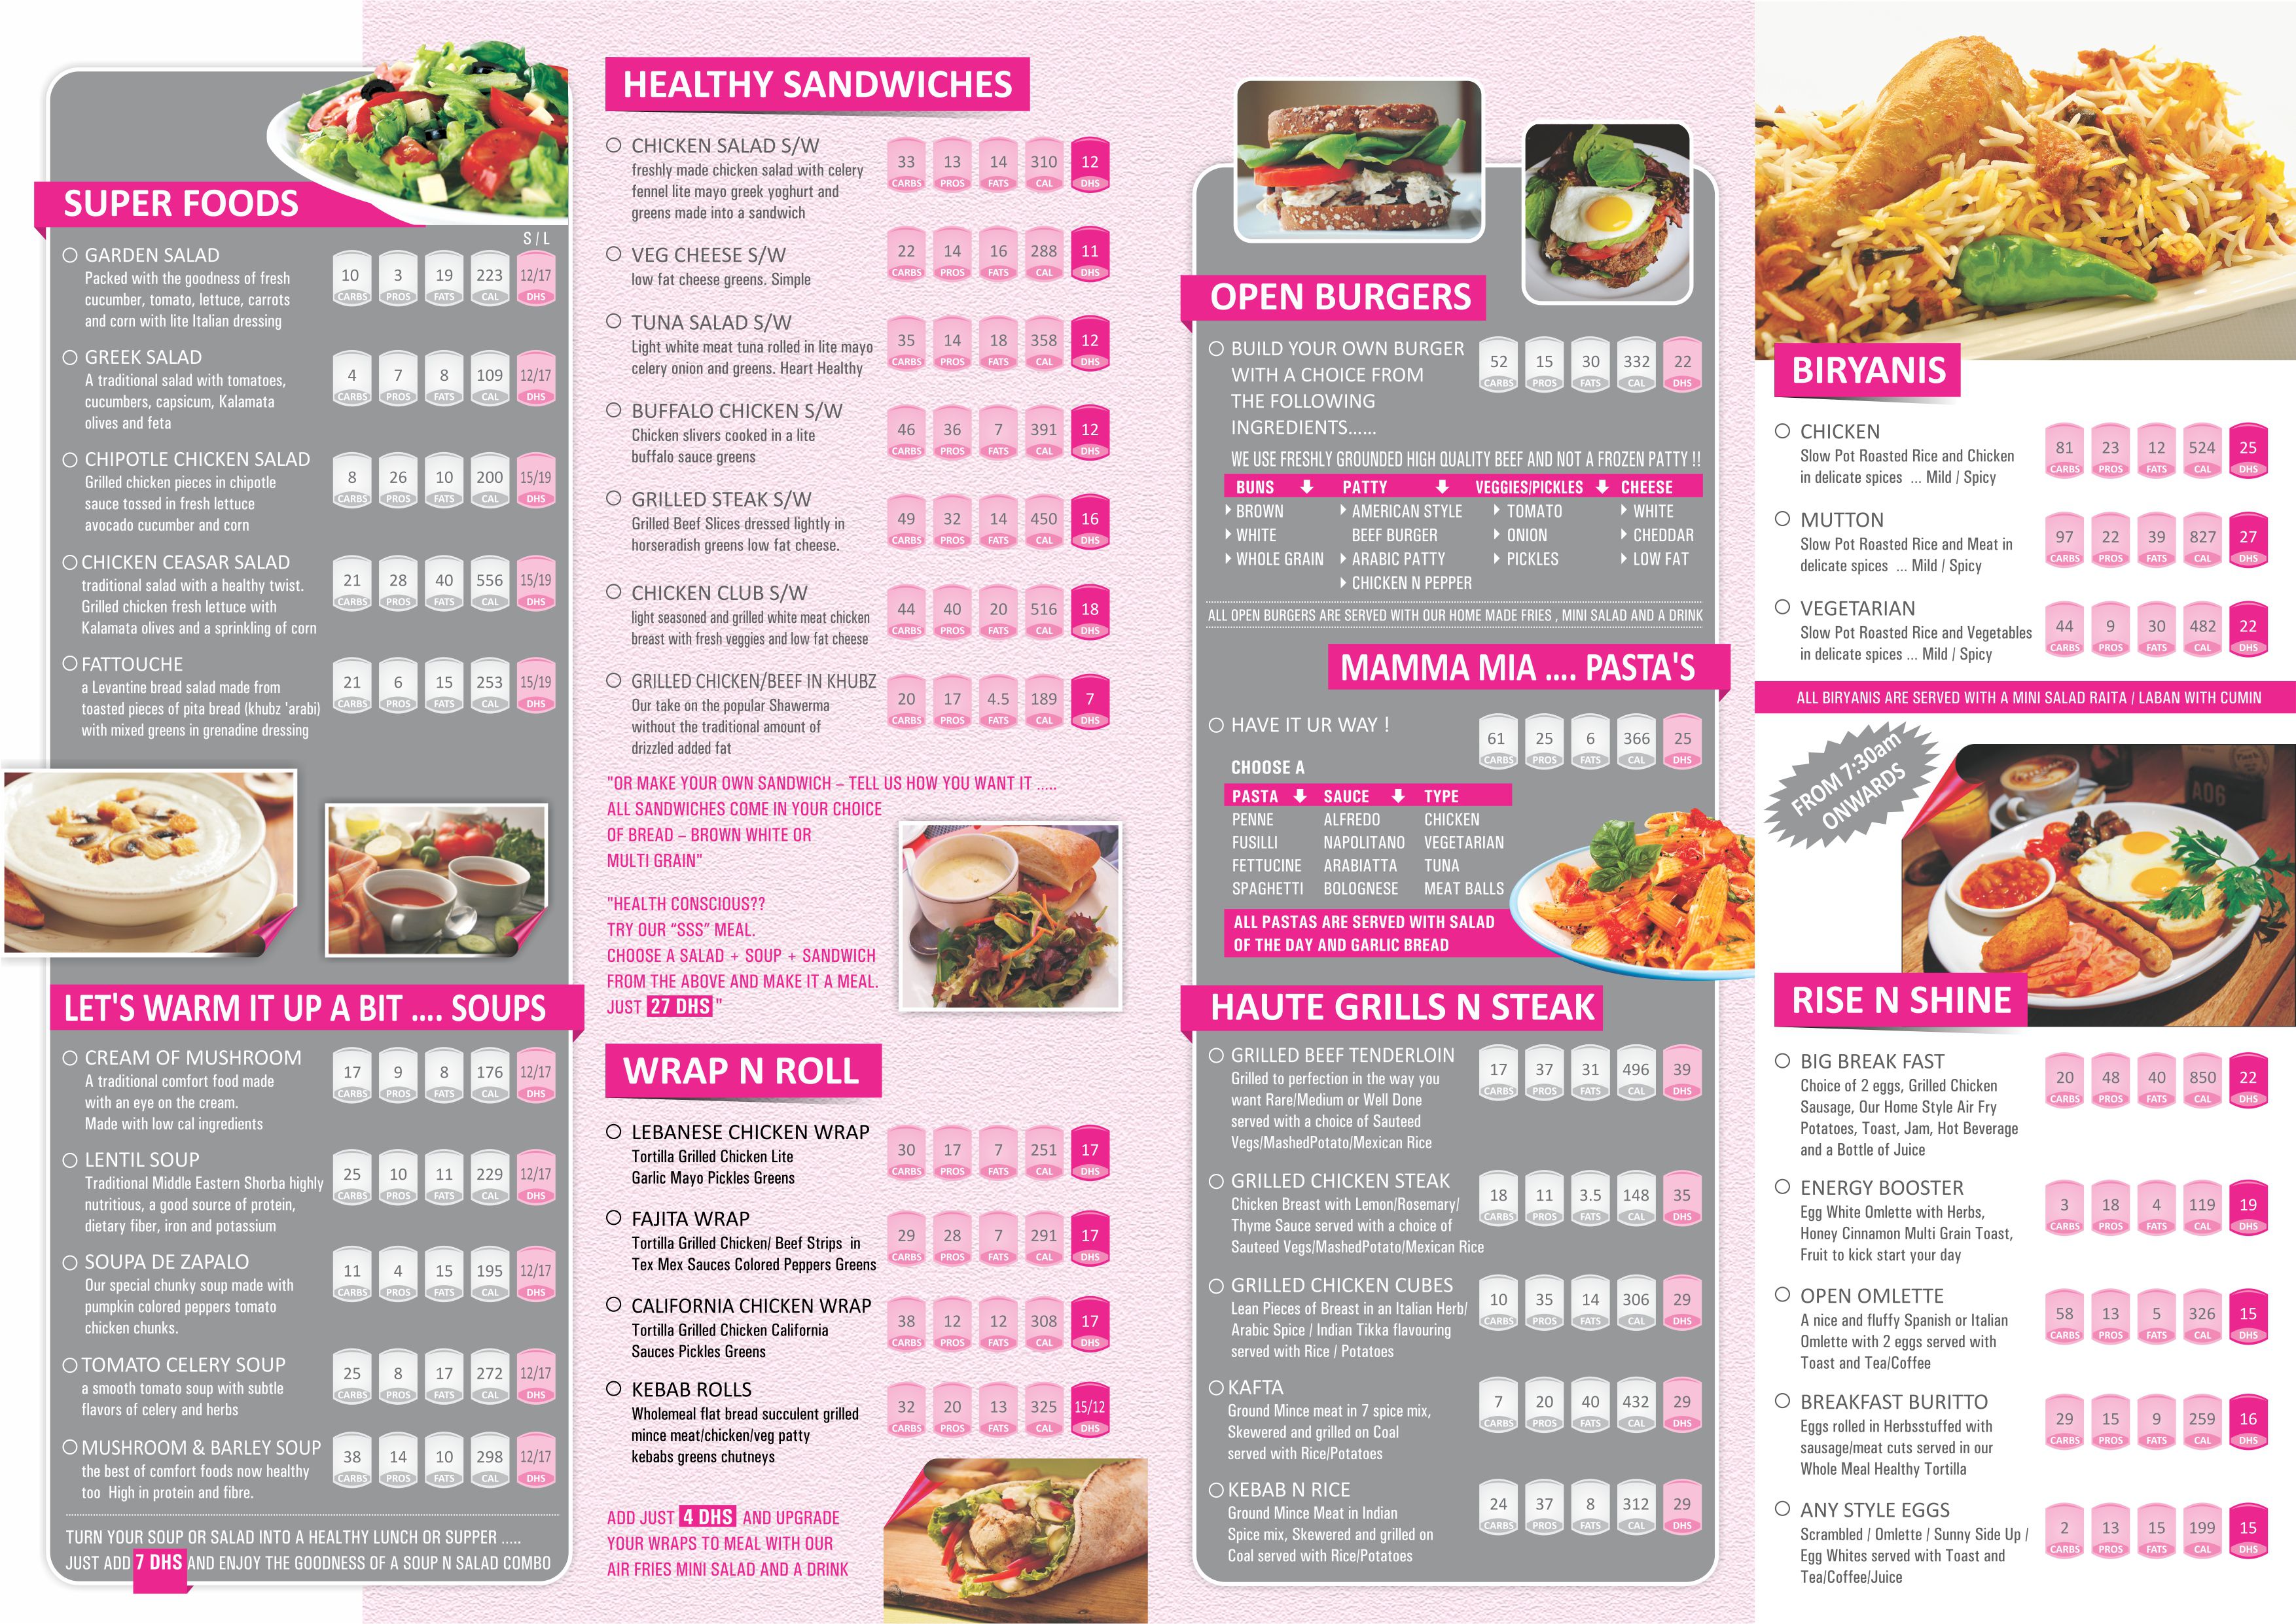 SUPER FOODS
S / L
GARDEN SALAD
Packed with the goodness of fresh
cucumber, tomato, lettuce, carrots
and corn with lite Italian dressing
10 3 19 223 12/17
CARBS PROS FATS CAL DHS
GREEK SALAD
A traditional salad with tomatoes,
cucumbers, capsicum, Kalamata
olives and feta
4 7 8 109 12/17
CARBS PROS FATS CAL DHS
CHIPOTLE CHICKEN SALAD
Grilled chicken pieces in chipotle
sauce tossed in fresh lettuce
avocado cucumber and corn
8 26 10 200 15/19
CARBS PROS FATS CAL DHS
CHICKEN CEASAR SALAD
traditional salad with a healthy twist.
Grilled chicken fresh lettuce with
Kalamata olives and a sprinkling of corn
21 28 40 556 15/19
CARBS PROS FATS CAL DHS
FATTOUCHE
a Levantine bread salad made from
toasted pieces of pita bread (khubz 'arabi)
with mixed greens in grenadine dressing
21 6 15 253 15/19
CARBS PROS FATS CAL DHS
LET'S WARM IT UP A BIT .... SOUPS
CREAM OF MUSHROOM
A traditional comfort food made
with an eye on the cream.
Made with low cal ingredients
17 9 8 176 12/17
CARBS PROS FATS CAL DHS
LENTIL SOUP
Traditional Middle Eastern Shorba highly
nutritious, a good source of protein,
dietary fiber, iron and potassium
25 10 11 229 12/17
CARBS PROS FATS CAL DHS
SOUPA DE ZAPALO
Our special chunky soup made with
pumpkin colored peppers tomato
chicken chunks.
11 4 15 195 12/17
CARBS PROS FATS CAL DHS
TOMATO CELERY SOUP
a smooth tomato soup with subtle
flavors of celery and herbs
25 8 17 272 12/17
CARBS PROS FATS CAL DHS
MUSHROOM & BARLEY SOUP
the best of comfort foods now healthy
too High in protein and fibre.
38 14 10 298 12/17
CARBS PROS FATS CAL DHS
TURN YOUR SOUP OR SALAD INTO A HEALTHY LUNCH OR SUPPER .....
JUST ADD 7 DHS AND ENJOY THE GOODNESS OF A SOUP N SALAD COMBO
HEALTHY SANDWICHES
CHICKEN SALAD S/W
freshly made chicken salad with celery
fennel lite mayo greek yoghurt and
greens made into a sandwich
33 13 14 310 12
CARBS PROS FATS CAL DHS
VEG CHEESE S/W
low fat cheese greens. Simple
22 14 16 288 11
CARBS PROS FATS CAL DHS
TUNA SALAD S/W
Light white meat tuna rolled in lite mayo
celery onion and greens. Heart Healthy
35 14 18 358 12
CARBS PROS FATS CAL DHS
BUFFALO CHICKEN S/W
Chicken slivers cooked in a lite
buffalo sauce greens
46 36 7 391 12
CARBS PROS FATS CAL DHS
GRILLED STEAK S/W
Grilled Beef Slices dressed lightly in
horseradish greens low fat cheese.
49 32 14 450 16
CARBS PROS FATS CAL DHS
CHICKEN CLUB S/W
light seasoned and grilled white meat chicken
breast with fresh veggies and low fat cheese
44 40 20 516 18
CARBS PROS FATS CAL DHS
GRILLED CHICKEN/BEEF IN KHUBZ
Our take on the popular Shawerma
without the traditional amount of
drizzled added fat
20 17 4.5 189 7
CARBS PROS FATS CAL DHS
"OR MAKE YOUR OWN SANDWICH – TELL US HOW YOU WANT IT .....
ALL SANDWICHES COME IN YOUR CHOICE
OF BREAD – BROWN WHITE OR
MULTI GRAIN"
"HEALTH CONSCIOUS??
TRY OUR “SSS” MEAL.
CHOOSE A SALAD + SOUP + SANDWICH
FROM THE ABOVE AND MAKE IT A MEAL.
JUST 27 DHS "
WRAP N ROLL
LEBANESE CHICKEN WRAP
Tortilla Grilled Chicken Lite
Garlic Mayo Pickles Greens
30 17 7 251 17
CARBS PROS FATS CAL DHS
FAJITA WRAP
Tortilla Grilled Chicken/ Beef Strips in
Tex Mex Sauces Colored Peppers Greens
29 28 7 291 17
CARBS PROS FATS CAL DHS
CALIFORNIA CHICKEN WRAP
Tortilla Grilled Chicken California
Sauces Pickles Greens
38 12 12 308 17
CARBS PROS FATS CAL DHS
KEBAB ROLLS
Wholemeal flat bread succulent grilled
mince meat/chicken/veg patty
kebabs greens chutneys
32 20 13 325 15/12
CARBS PROS FATS CAL DHS
ADD JUST 4 DHS AND UPGRADE
YOUR WRAPS TO MEAL WITH OUR
AIR FRIES MINI SALAD AND A DRINK
OPEN BURGERS
BUILD YOUR OWN BURGER
WITH A CHOICE FROM
THE FOLLOWING
INGREDIENTS......
52 15 30 332 22
CARBS PROS FATS CAL DHS
WE USE FRESHLY GROUNDED HIGH QUALITY BEEF AND NOT A FROZEN PATTY !!
BUNS PATTY VEGGIES/PICKLES CHEESE
BROWN AMERICAN STYLE TOMATO WHITE
WHITE BEEF BURGER ONION CHEDDAR
WHOLE GRAIN ARABIC PATTY PICKLES LOW FAT
CHICKEN N PEPPER
ALL OPEN BURGERS ARE SERVED WITH OUR HOME MADE FRIES , MINI SALAD AND A DRINK
MAMMA MIA .... PASTA'S
HAVE IT UR WAY !
61 25 6 366 25
CARBS PROS FATS CAL DHS
CHOOSE A
PASTA SAUCE TYPE
PENNE ALFREDO CHICKEN
FUSILLI NAPOLITANO VEGETARIAN
FETTUCINE ARABIATTA TUNA
SPAGHETTI BOLOGNESE MEAT BALLS
ALL PASTAS ARE SERVED WITH SALAD
OF THE DAY AND GARLIC BREAD
HAUTE GRILLS N STEAK
GRILLED BEEF TENDERLOIN
Grilled to perfection in the way you
want Rare/Medium or Well Done
served with a choice of Sauteed
Vegs/MashedPotato/Mexican Rice
17 37 31 496 39
CARBS PROS FATS CAL DHS
GRILLED CHICKEN STEAK
Chicken Breast with Lemon/Rosemary/
Thyme Sauce served with a choice of
Sauteed Vegs/MashedPotato/Mexican Rice
18 11 3.5 148 35
CARBS PROS FATS CAL DHS
GRILLED CHICKEN CUBES
Lean Pieces of Breast in an Italian Herb/
Arabic Spice / Indian Tikka flavouring
served with Rice / Potatoes
10 35 14 306 29
CARBS PROS FATS CAL DHS
KAFTA
Ground Mince meat in 7 spice mix,
Skewered and grilled on Coal
served with Rice/Potatoes
7 20 40 432 29
CARBS PROS FATS CAL DHS
KEBAB N RICE
Ground Mince Meat in Indian
Spice mix, Skewered and grilled on
Coal served with Rice/Potatoes
24 37 8 312 29
CARBS PROS FATS CAL DHS
BIRYANIS
CHICKEN
Slow Pot Roasted Rice and Chicken
in delicate spices ... Mild / Spicy
81 23 12 524 25
CARBS PROS FATS CAL DHS
MUTTON
Slow Pot Roasted Rice and Meat in
delicate spices ... Mild / Spicy
97 22 39 827 27
CARBS PROS FATS CAL DHS
VEGETARIAN
Slow Pot Roasted Rice and Vegetables
in delicate spices ... Mild / Spicy
44 9 30 482 22
CARBS PROS FATS CAL DHS
ALL BIRYANIS ARE SERVED WITH A MINI SALAD RAITA / LABAN WITH CUMIN
FROM 7:30am
ONWARDS
A06
RISE N SHINE
BIG BREAK FAST
Choice of 2 eggs, Grilled Chicken
Sausage, Our Home Style Air Fry
Potatoes, Toast, Jam, Hot Beverage
and a Bottle of Juice
20 48 40 850 22
CARBS PROS FATS CAL DHS
ENERGY BOOSTER
Egg White Omlette with Herbs,
Honey Cinnamon Multi Grain Toast,
Fruit to kick start your day
3 18 4 119 19
CARBS PROS FATS CAL DHS
OPEN OMLETTE
A nice and fluffy Spanish or Italian
Omlette with 2 eggs served with
Toast and Tea/Coffee
58 13 5 326 15
CARBS PROS FATS CAL DHS
BREAKFAST BURITTO
Eggs rolled in Herbsstuffed with
sausage/meat cuts served in our
Whole Meal Healthy Tortilla
29 15 9 259 16
CARBS PROS FATS CAL DHS
ANY STYLE EGGS
Scrambled / Omlette / Sunny Side Up /
Egg Whites served with Toast and
Tea/Coffee/Juice
2 13 15 199 15
CARBS PROS FATS CAL DHS